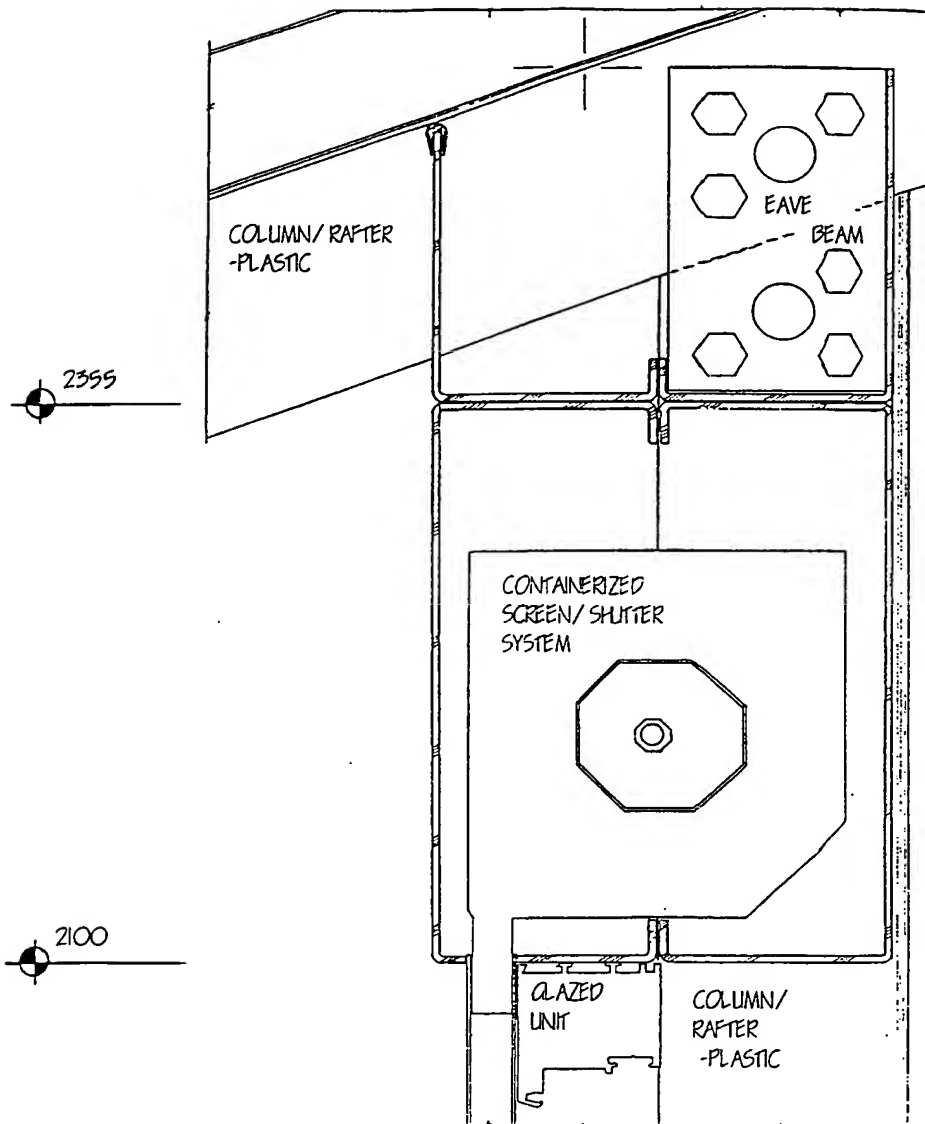 COLUMN/RAFTER
-PLASTIC
EAVE
BEAM
2355
CONTAINERIZED
SCREEN/SHUTTER
SYSTEM
2100
GLAZED
UNIT
COLUMN/
RAFTER
-PLASTIC